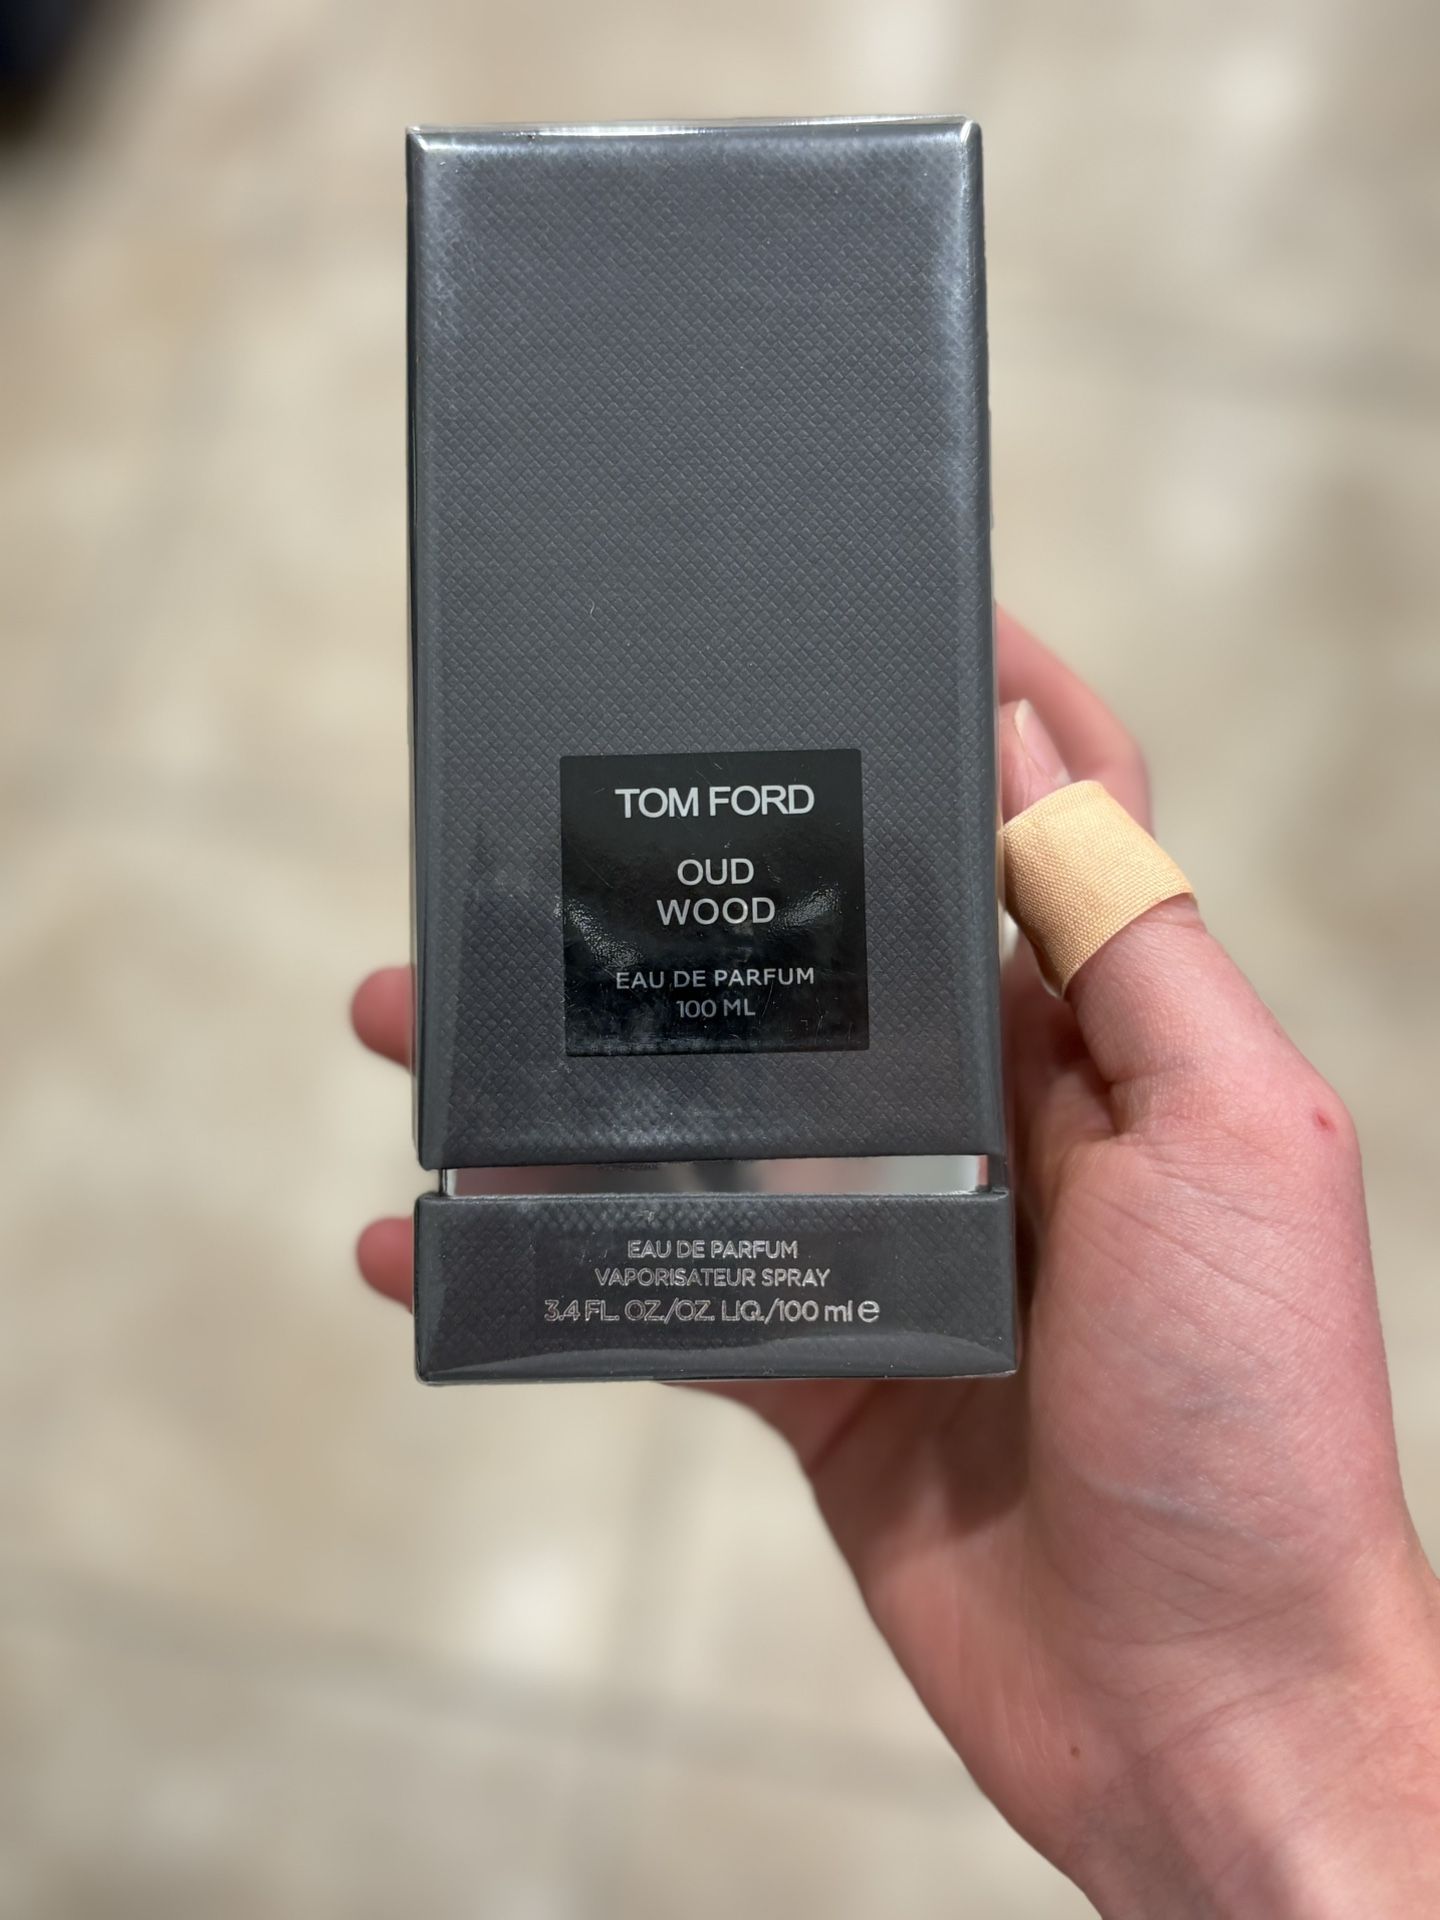 TOM FORD
OUD
WOOD
EAU DE PARFUM
100 ML
EAU DE PARFUM
VAPORISATEUR SPRAY
3.4 FL. OZ./OZ. LIQ./100 ml ℮